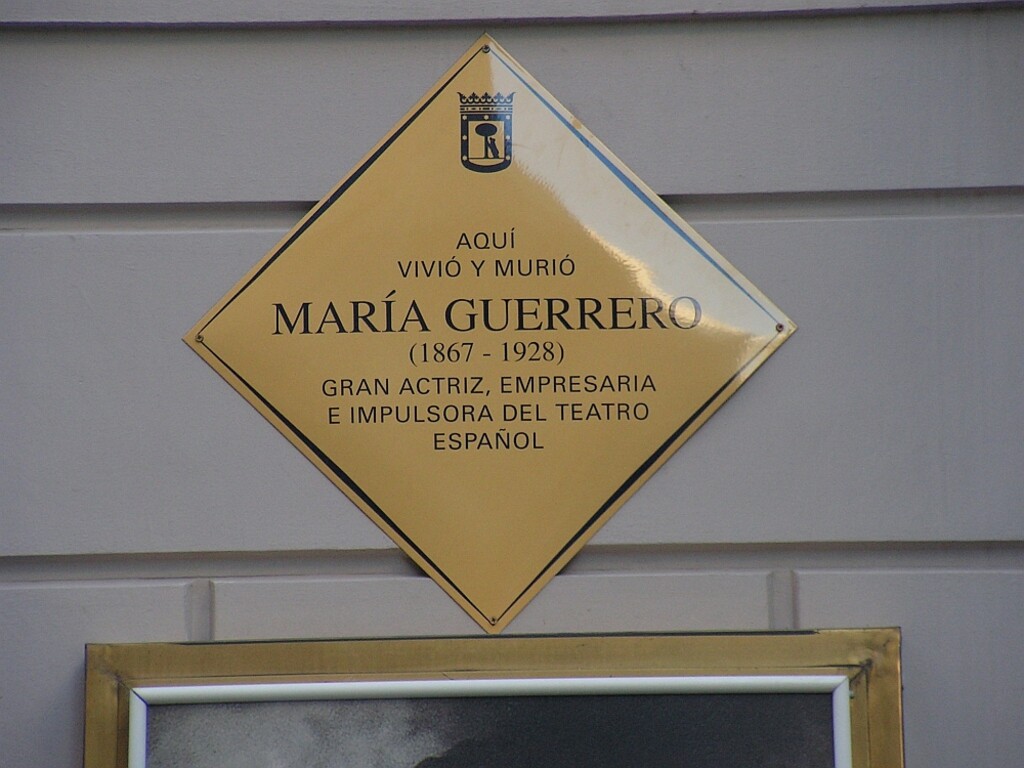 AQUÍ
VIVIÓ Y MURIÓ
MARÍA GUERRERO
(1867 - 1928)
GRAN ACTRIZ, EMPRESARIA
E IMPULSORA DEL TEATRO
ESPAÑOL